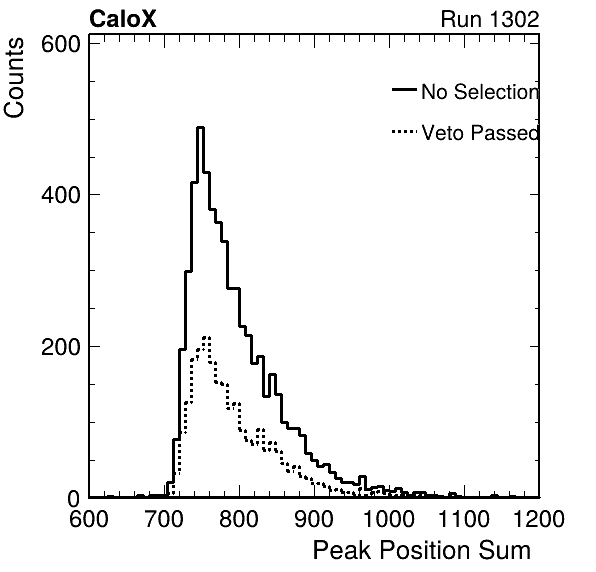 CaloX Run 1302
Counts
600
400
200
0
No Selection
Veto Passed
600 700 800 900 1000 1100 1200
Peak Position Sum